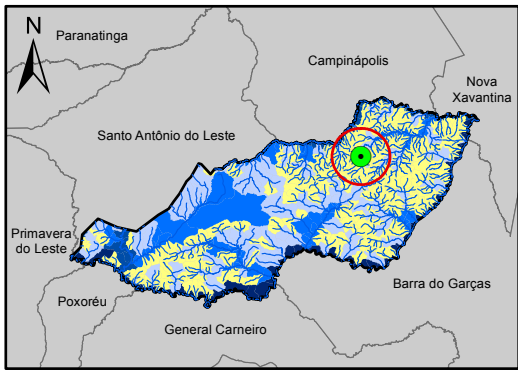 N
Paranatinga
Campinápolis
Nova
Xavantina
Santo Antônio do Leste
Primavera
do Leste
Barra do Garças
Poxoréu
General Carneiro